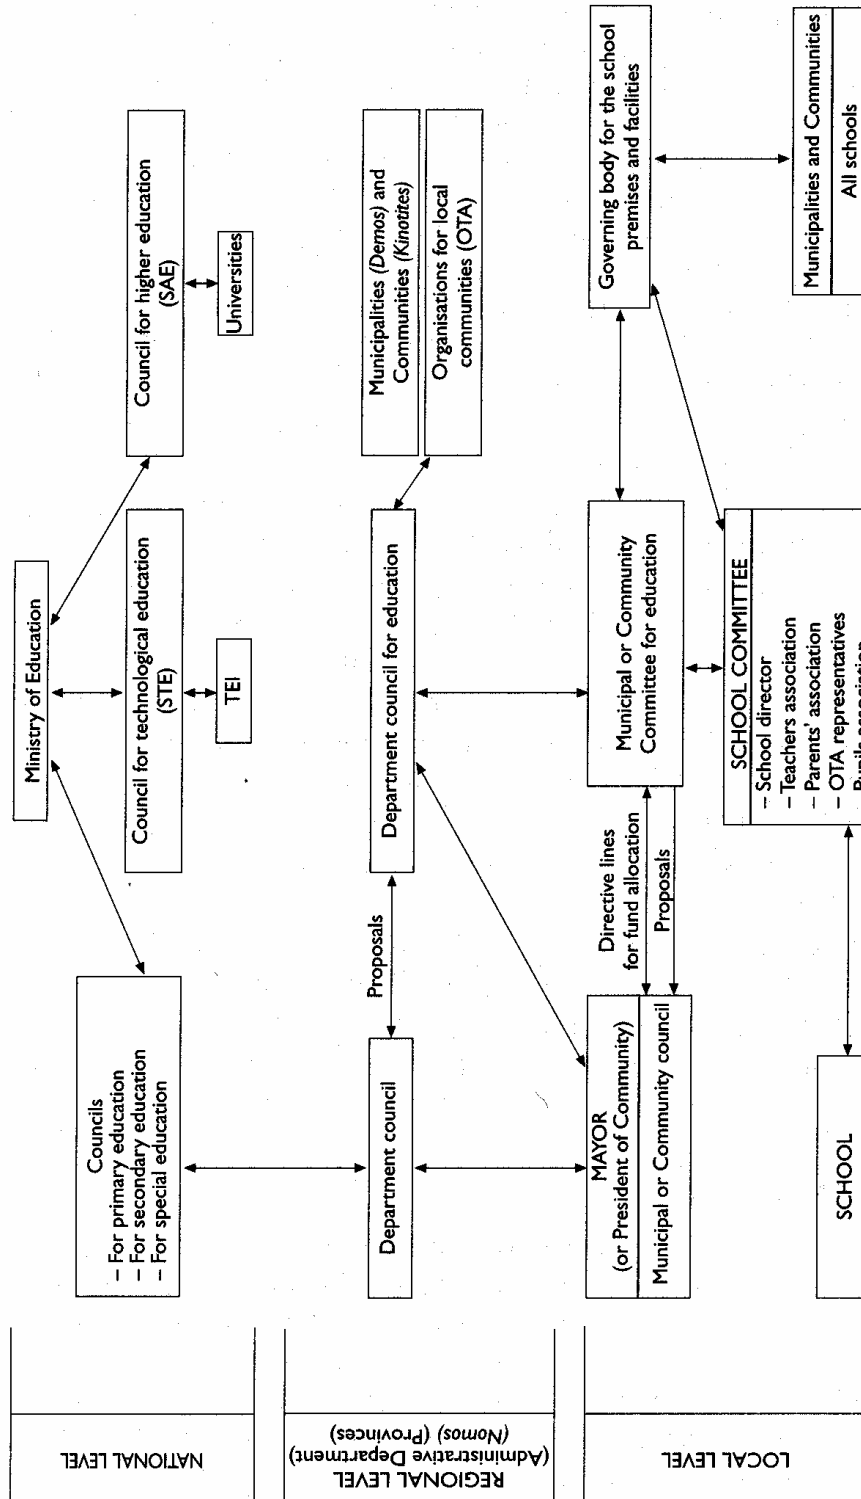 NATIONAL LEVEL
Ministry of Education
Councils
– For primary education
– For secondary education
– For special education
Council for technological education
(STE)
TEI
Council for higher education
(SAE)
Universities
REGIONAL LEVEL
(Administrative Department)
(Nomos) (Provinces)
Department council
Proposals
Department council for education
Municipalities (Demos) and
Communities (Kinotites)
Organisations for local
communities (OTA)
LOCAL LEVEL
MAYOR
(or President of Community)
Municipal or Community council
Directive lines
for fund allocation
Proposals
Municipal or Community
Committee for education
Governing body for the school
premises and facilities
SCHOOL
SCHOOL COMMITTEE
– School director
– Teachers association
– Parents' association
– OTA representatives
– Pupils association
Municipalities and Communities
All schools